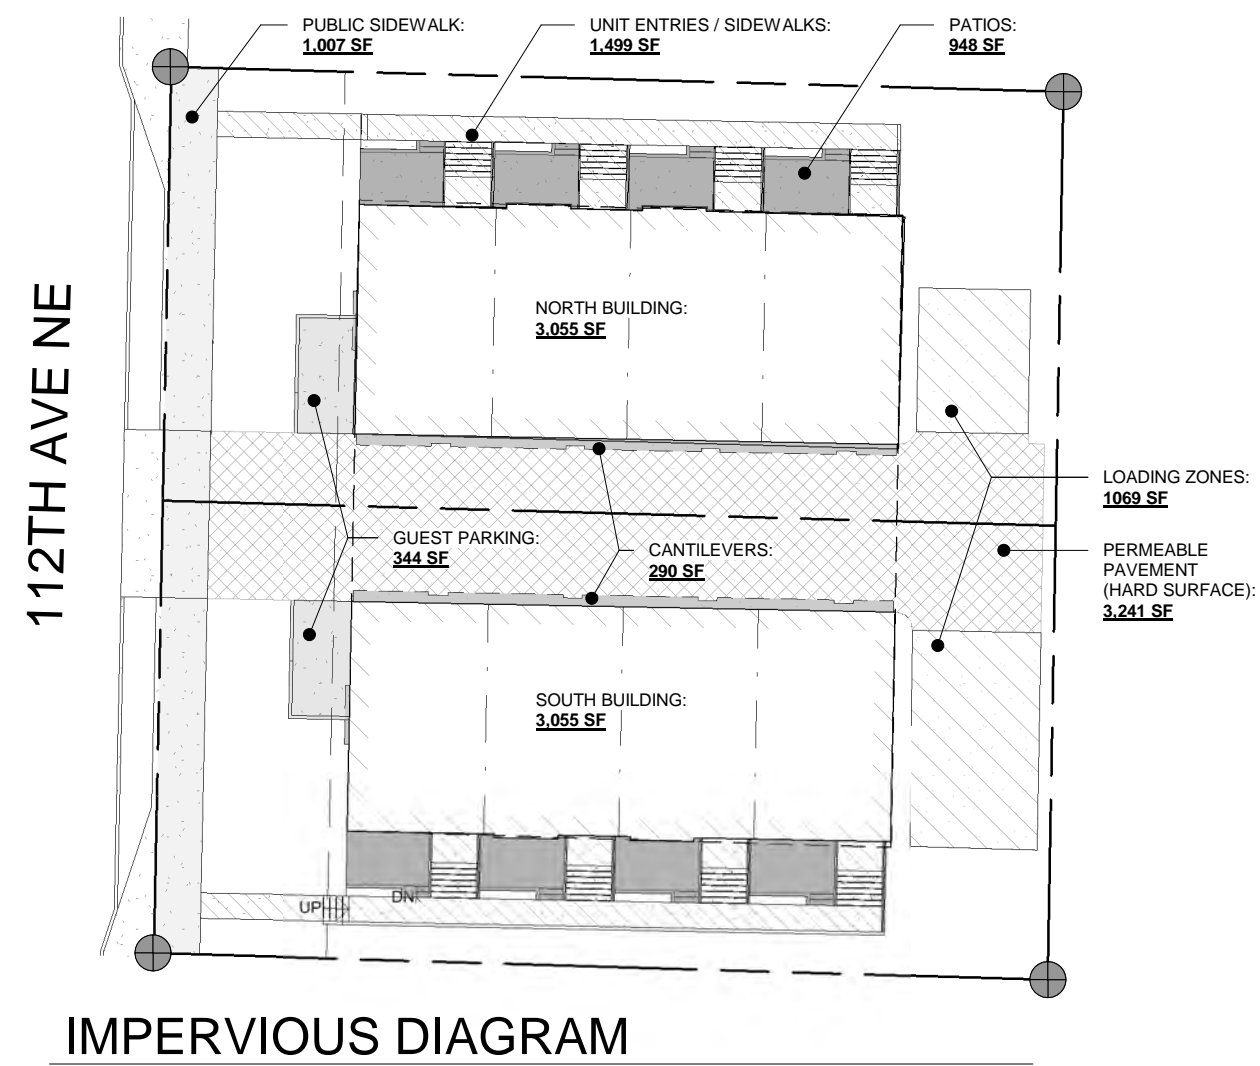 PUBLIC SIDEWALK:
1,007 SF
UNIT ENTRIES / SIDEWALKS:
1,499 SF
PATIOS:
948 SF
112TH AVE NE
NORTH BUILDING:
3,055 SF
LOADING ZONES:
1069 SF
GUEST PARKING:
344 SF
CANTILEVERS:
290 SF
PERMEABLE
PAVEMENT
(HARD SURFACE):
3,241 SF
SOUTH BUILDING:
3,055 SF
UP
DN
IMPERVIOUS DIAGRAM